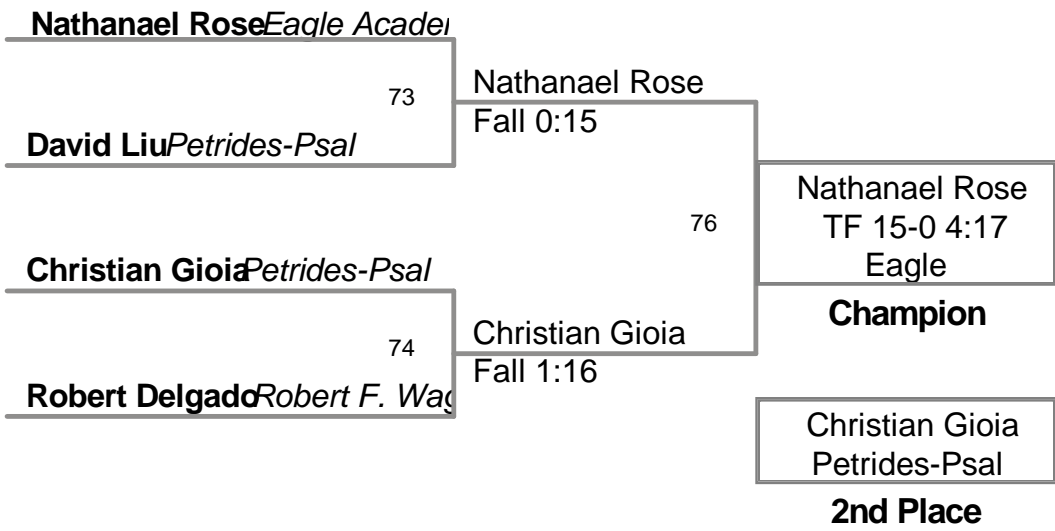 Nathanael Rose Eagle Acader
73
Nathanael Rose
Fall 0:15
David Liu Petrides-Psal
76
Nathanael Rose
TF 15-0 4:17
Eagle
Champion
Christian Gioia Petrides-Psal
74
Christian Gioia
Fall 1:16
Robert Delgado Robert F. Wag
Christian Gioia
Petrides-Psal
2nd Place